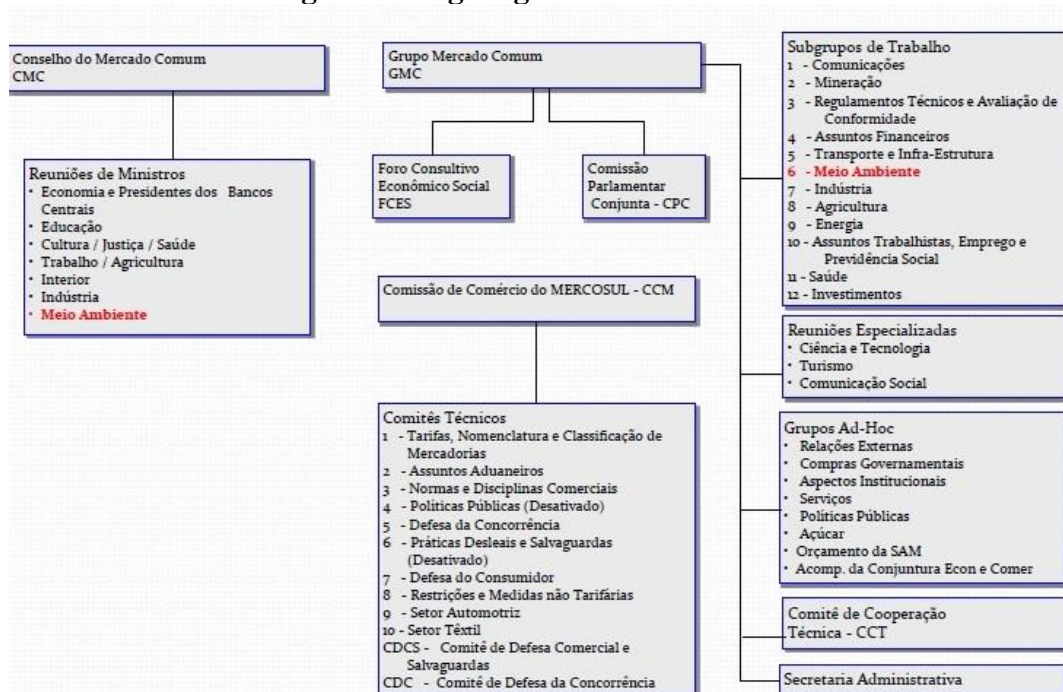 Conselho do Mercado Comum
CMC
Reuniões de Ministros
• Economia e Presidentes dos Bancos
Centrais
• Educação
• Cultura / Justiça / Saúde
• Trabalho / Agricultura
• Interior
• Indústria
• Meio Ambiente
Grupo Mercado Comum
GMC
Foro Consultivo
Econômico Social
FCES
Comissão
Parlamentar
Conjunta - CPC
Comissão de Comércio do MERCOSUL - CCM
Comitês Técnicos
1 - Tarifas, Nomenclatura e Classificação de
Mercadorias
2 - Assuntos Aduaneiros
3 - Normas e Disciplinas Comerciais
4 - Políticas Públicas (Desativado)
5 - Defesa da Concorrência
6 - Práticas Desleais e Salvaguardas
(Desativado)
7 - Defesa do Consumidor
8 - Restrições e Medidas não Tarifárias
9 - Setor Automotriz
10 - Setor Têxtil
CDCS - Comitê de Defesa Comercial e
Salvaguardas
CDC - Comitê de Defesa da Concorrência
Subgrupos de Trabalho
1 - Comunicações
2 - Mineração
3 - Regulamentos Técnicos e Avaliação de
Conformidade
4 - Assuntos Financeiros
5 - Transporte e Infra-Estrutura
6 - Meio Ambiente
7 - Indústria
8 - Agricultura
9 - Energia
10 - Assuntos Trabalhistas, Emprego e
Previdência Social
11 - Saúde
12 - Investimentos
Reuniões Especializadas
• Ciência e Tecnologia
• Turismo
• Comunicação Social
Grupos Ad-Hoc
• Relações Externas
• Compras Governamentais
• Aspectos Institucionais
• Serviços
• Políticas Públicas
• Açúcar
• Orçamento da SAM
• Acomp. da Conjuntura Econ e Comer
Comitê de Cooperação
Técnica - CCT
Secretaria Administrativa